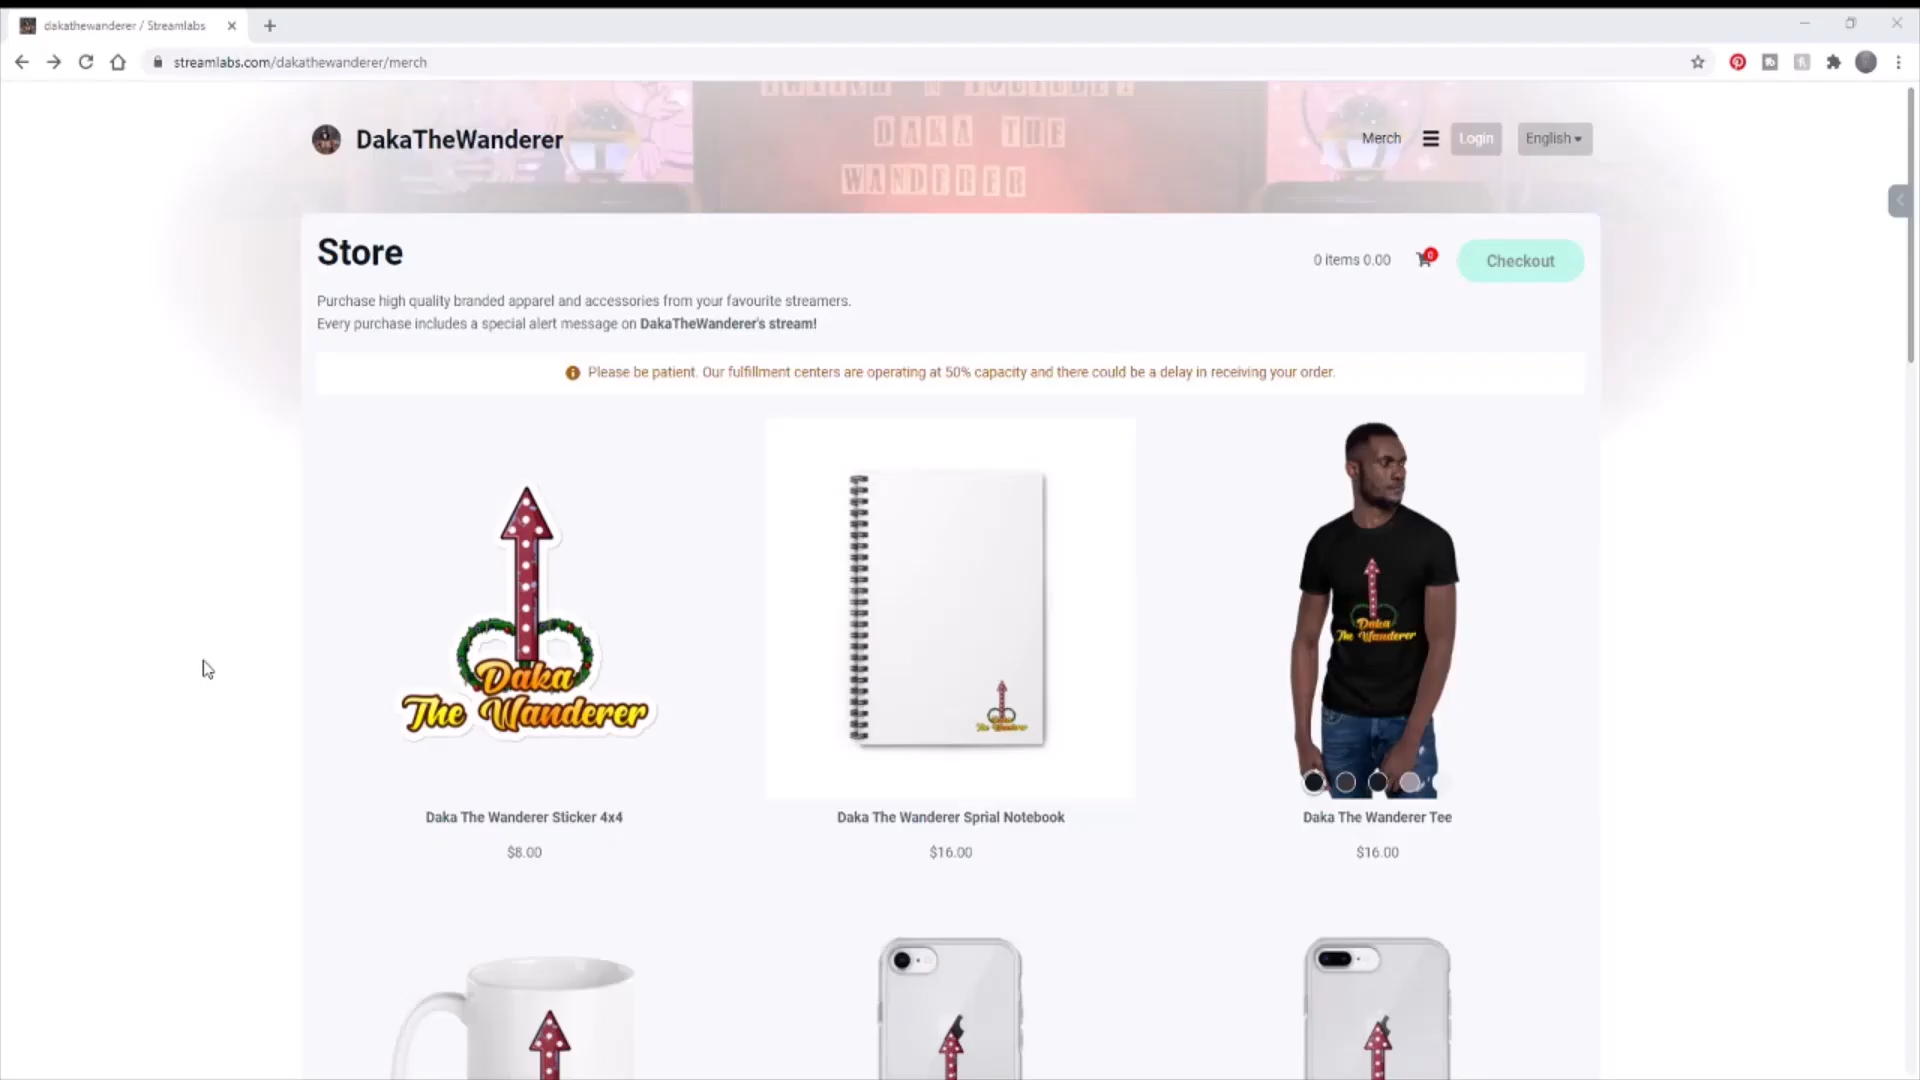 dakathewanderer / Streamlabs
streamlabs.com/dakathewanderer/merch
DAKA THE
WANDERER
DakaTheWanderer
Merch
Login
English
Store
0 items 0.00
0
Checkout
Purchase high quality branded apparel and accessories from your favourite streamers.
Every purchase includes a special alert message on DakaTheWanderer's stream!
Please be patient. Our fulfillment centers are operating at 50% capacity and there could be a delay in receiving your order.
Daka
The Wanderer
Daka
The Wanderer
Daka
The Wanderer
Daka The Wanderer Sticker 4x4
Daka The Wanderer Sprial Notebook
Daka The Wanderer Tee
$8.00
$16.00
$16.00